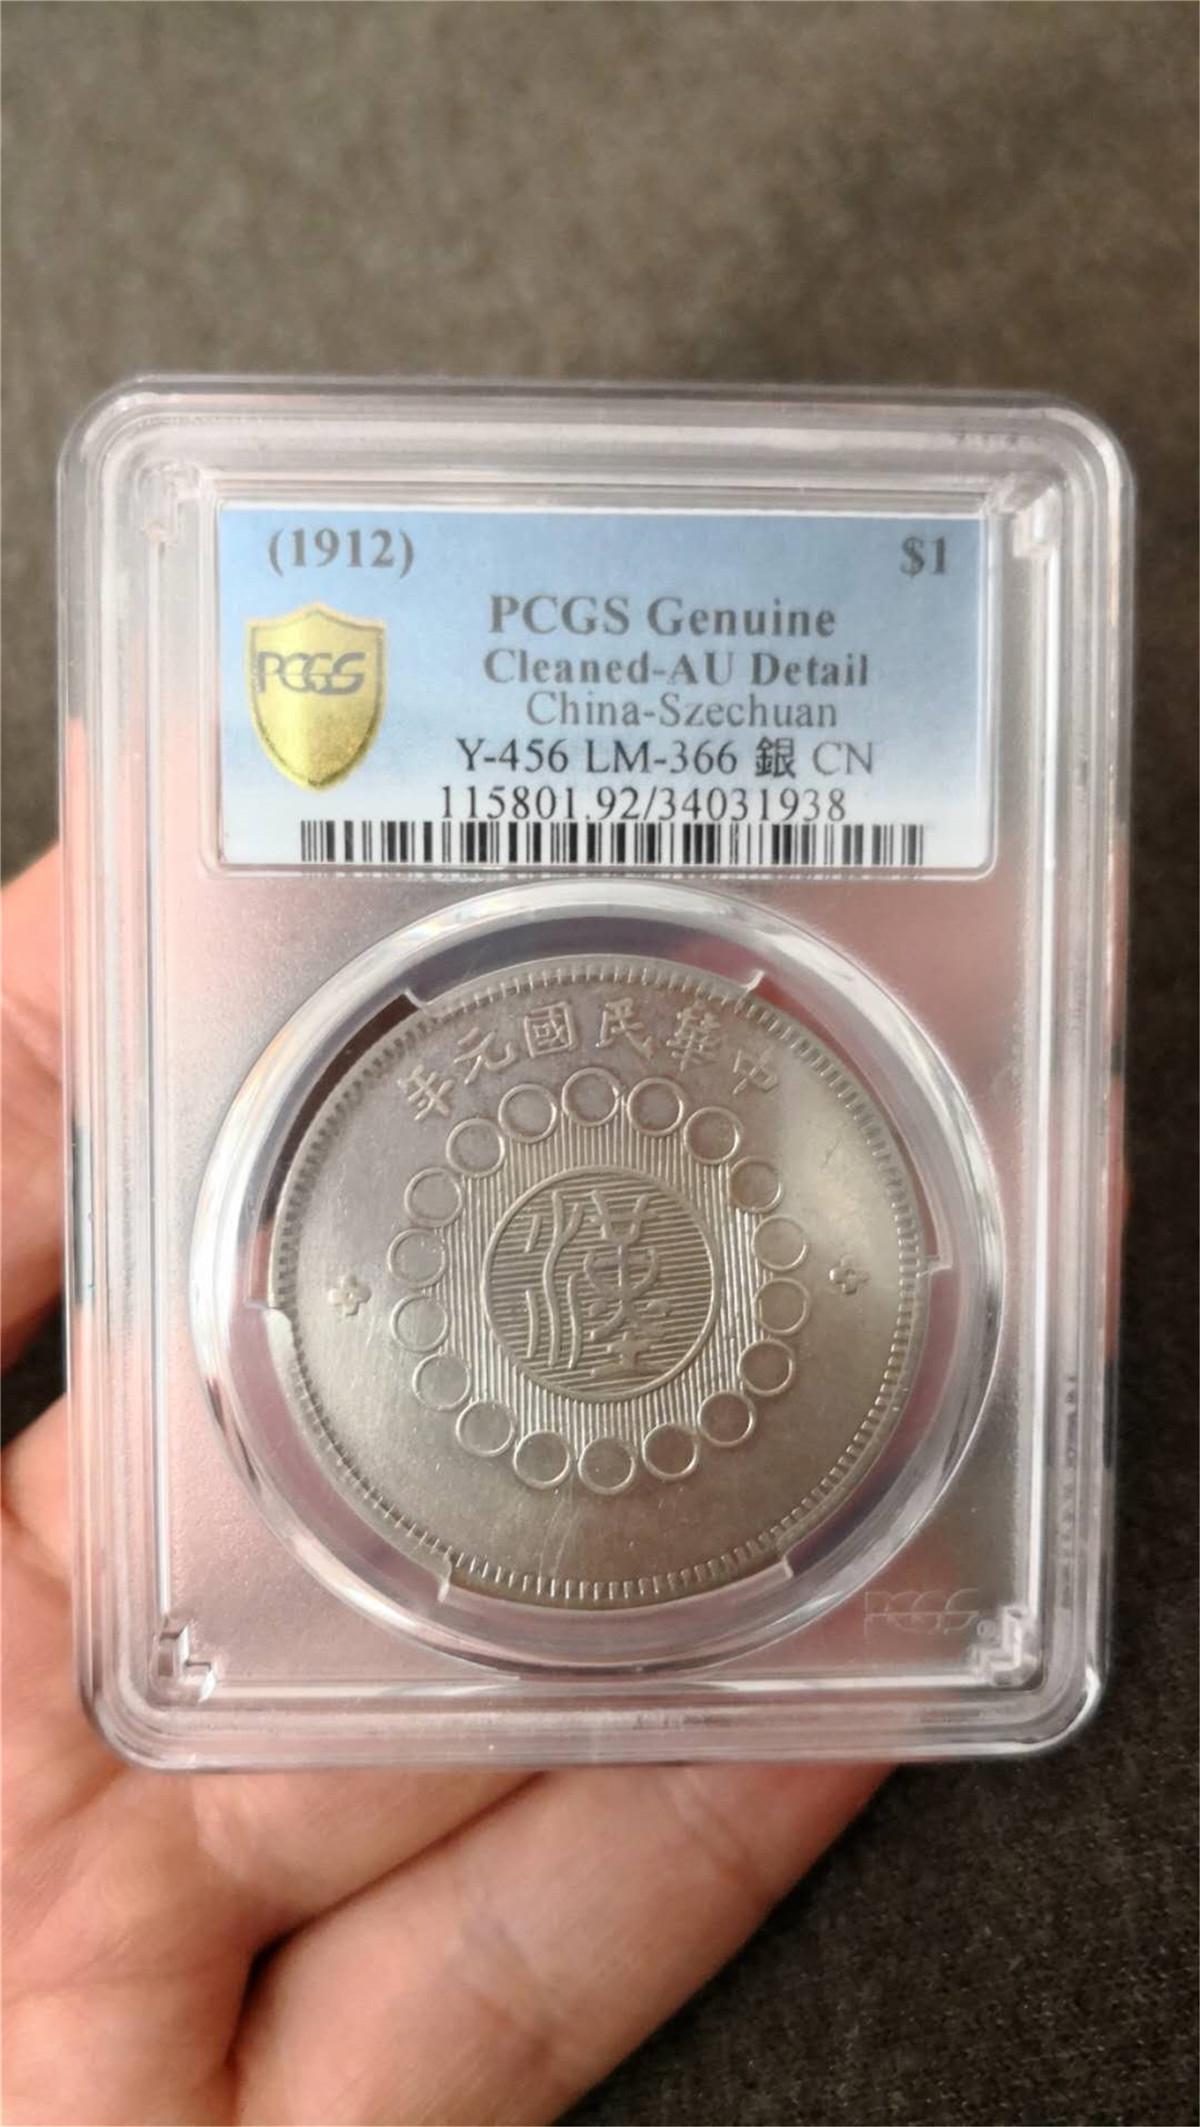 (1912) $1
PCGS Genuine
PCGS
Cleaned-AU Detail
China-Szechuan
Y-456 LM-366 銀 CN
115801.92/34031938
年元國民華中
漢
PCGS